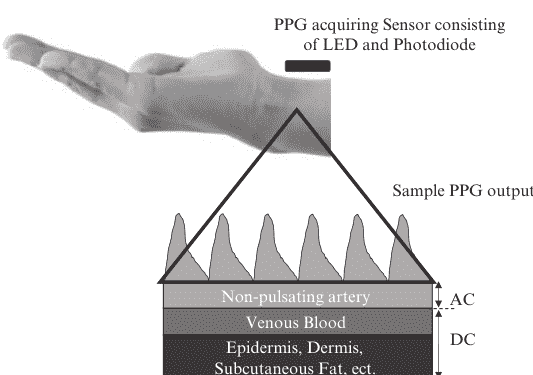 PPG acquiring Sensor consisting
of LED and Photodiode
Sample PPG output
Non-pulsating artery
AC
Venous Blood
DC
Epidermis, Dermis,
Subcutaneous Fat, ect.